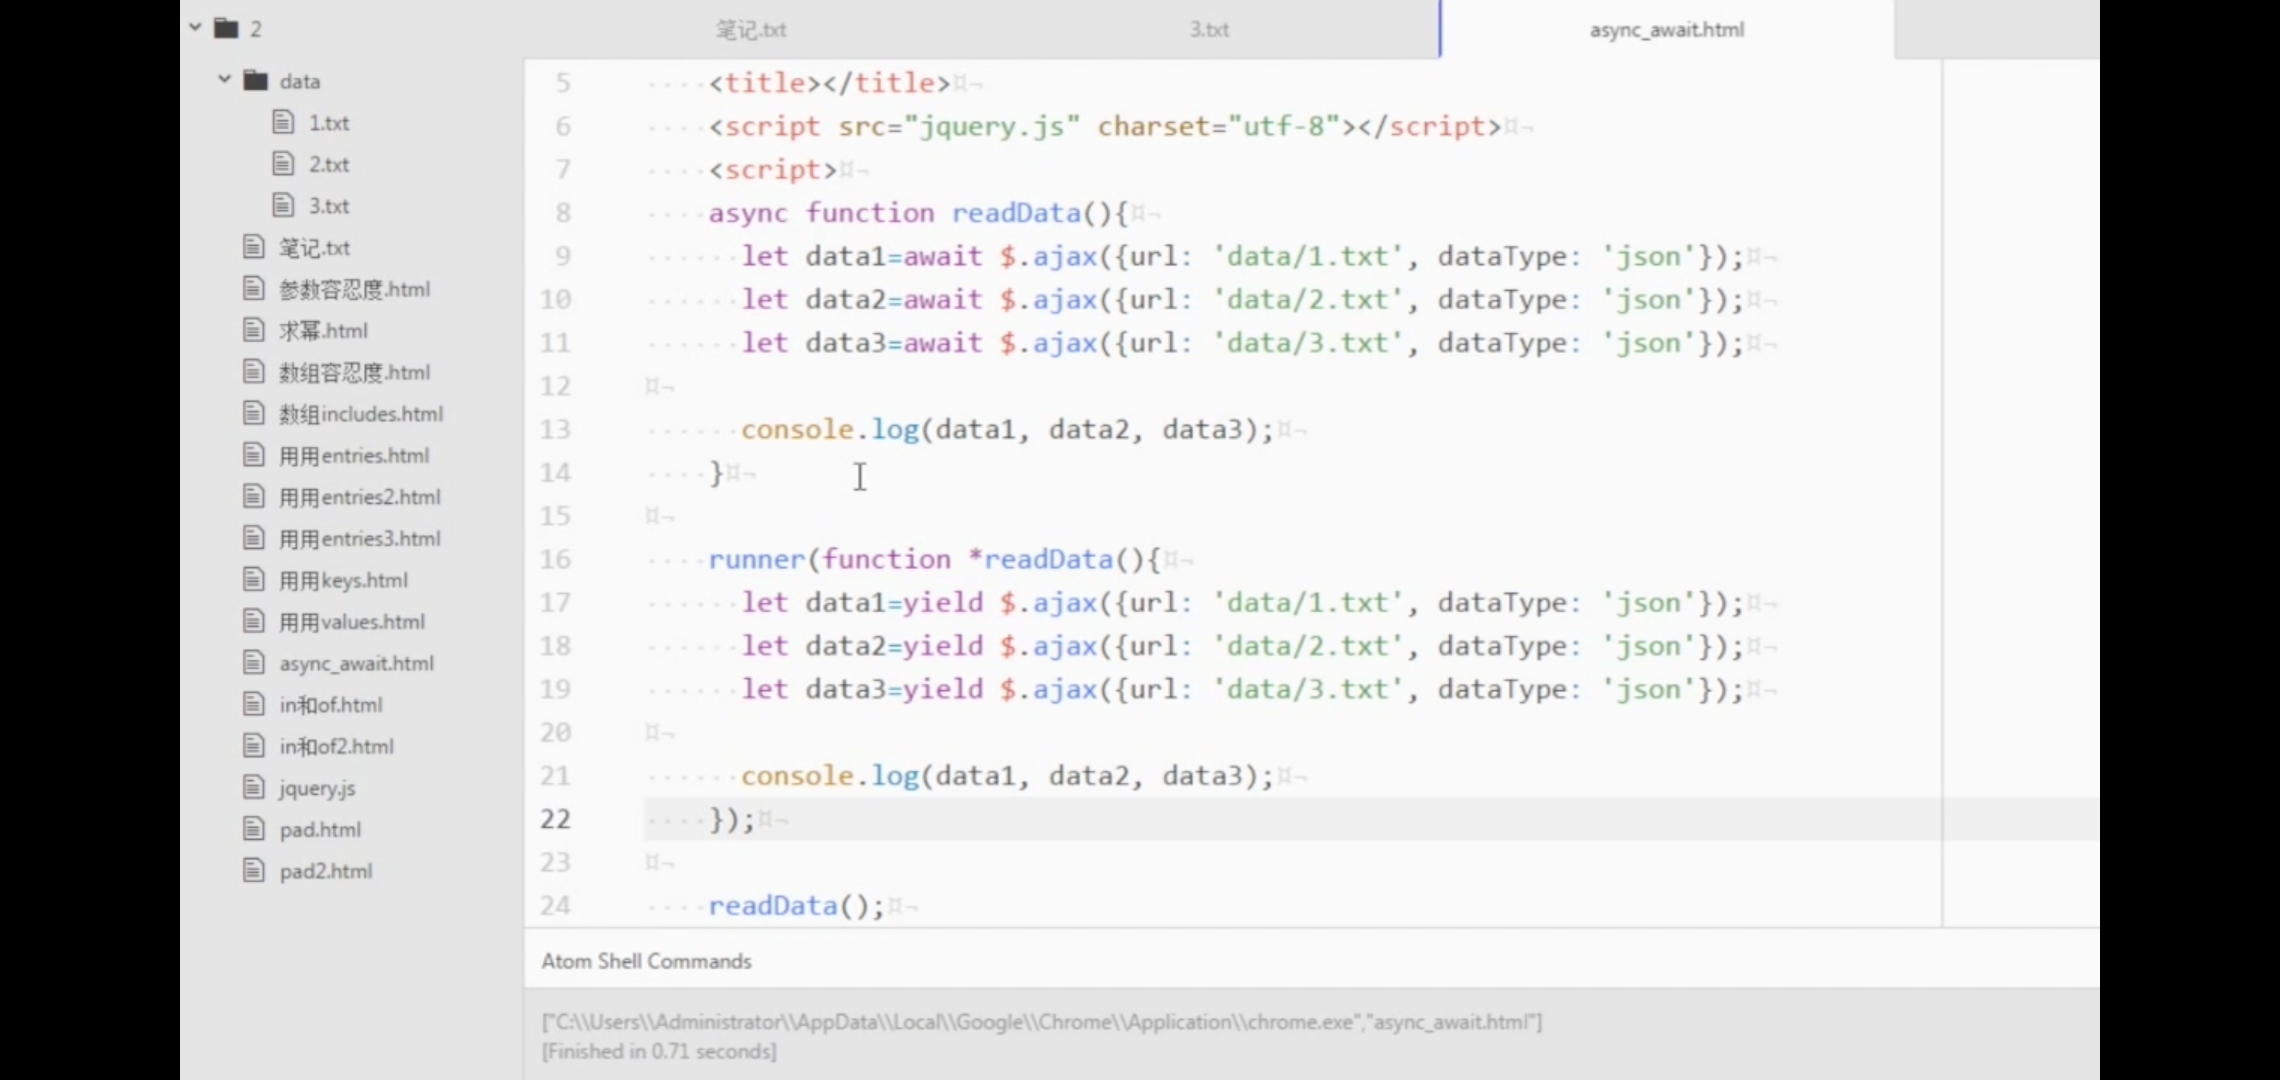 2
data
1.txt
2.txt
3.txt
笔记.txt
参数容忍度.html
求幂.html
数组容忍度.html
数组includes.html
用用entries.html
用用entries2.html
用用entries3.html
用用keys.html
用用values.html
async_await.html
in和of.html
in和of2.html
jquery.js
pad.html
pad2.html
笔记.txt 3.txt async_await.html
5 <title></title>
6 <script src="jquery.js" charset="utf-8"></script>
7 <script>
8 async function readData(){
9 let data1=await $.ajax({url: 'data/1.txt', dataType: 'json'});
10 let data2=await $.ajax({url: 'data/2.txt', dataType: 'json'});
11 let data3=await $.ajax({url: 'data/3.txt', dataType: 'json'});
12
13 console.log(data1, data2, data3);
14 }
15
16 runner(function *readData(){
17 let data1=yield $.ajax({url: 'data/1.txt', dataType: 'json'});
18 let data2=yield $.ajax({url: 'data/2.txt', dataType: 'json'});
19 let data3=yield $.ajax({url: 'data/3.txt', dataType: 'json'});
20
21 console.log(data1, data2, data3);
22 });
23
24 readData();
Atom Shell Commands
["C:\\Users\\Administrator\\AppData\\Local\\Google\\Chrome\\Application\\chrome.exe","async_await.html"]
[Finished in 0.71 seconds]